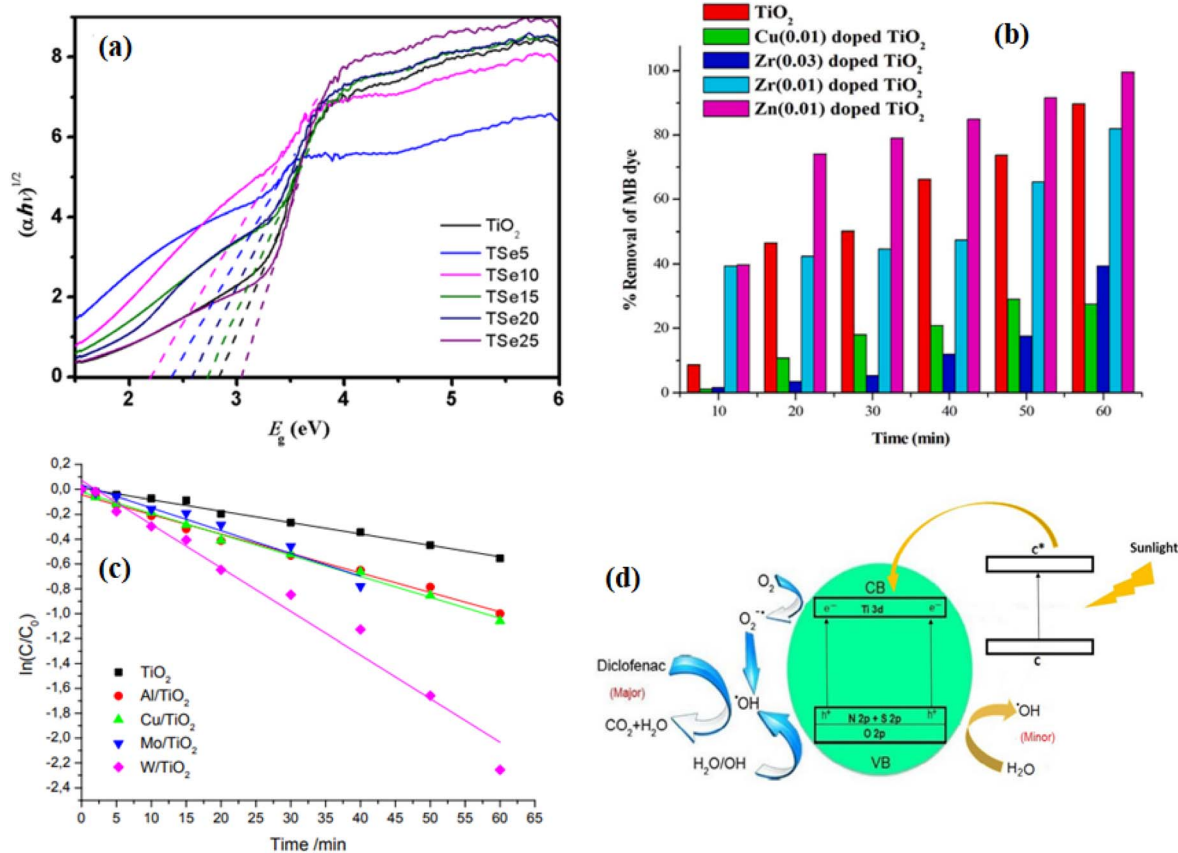 (a)
(αhν)^1/2
8
6
4
2
0
2 3 4 5 6
E_g (eV)
TiO₂
TSe5
TSe10
TSe15
TSe20
TSe25
(b)
TiO₂
Cu(0.01) doped TiO₂
Zr(0.03) doped TiO₂
Zr(0.01) doped TiO₂
Zn(0.01) doped TiO₂
% Removal of MB dye
100
80
60
40
20
0
10 20 30 40 50 60
Time (min)
(c)
ln(C/C₀)
0,2
0,0
-0,2
-0,4
-0,6
-0,8
-1,0
-1,2
-1,4
-1,6
-1,8
-2,0
-2,2
-2,4
TiO₂
Al/TiO₂
Cu/TiO₂
Mo/TiO₂
W/TiO₂
0 5 10 15 20 25 30 35 40 45 50 55 60 65
Time /min
(d)
C*
Sunlight
C
O₂
O₂⁻•
CB
e⁻ Ti 3d e⁻
Diclofenac
(Major)
CO₂+H₂O
•OH
H₂O/OH
h⁺ N 2p + S 2p h⁺
O 2p
VB
•OH
(Minor)
H₂O